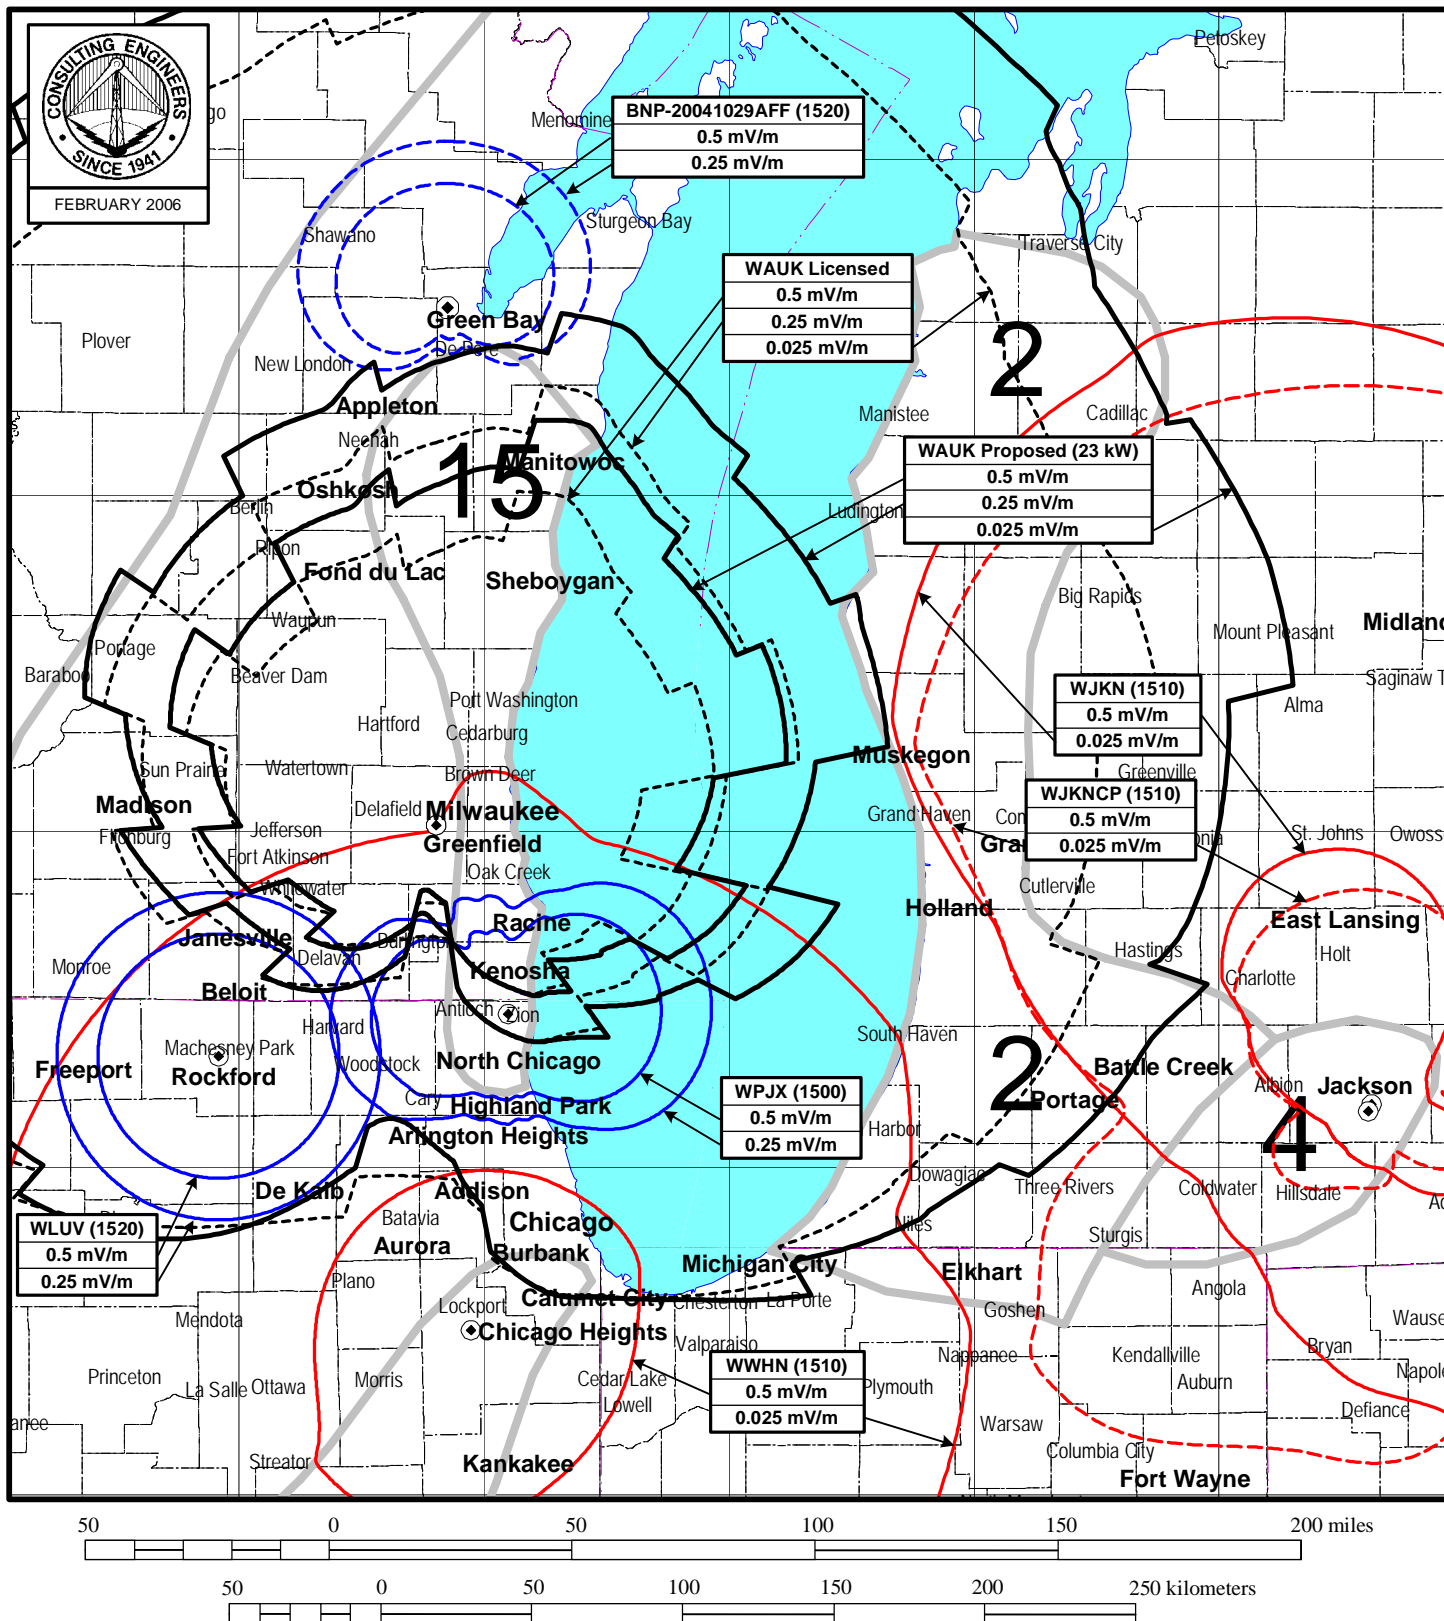 CONSULTING ENGINEERS
SINCE 1941
FEBRUARY 2006
Petoskey
BNP-20041029AFF (1520)
0.5 mV/m
0.25 mV/m
Menomine
go
Sturgeon Bay
Shawano
Traverse City
WAUK Licensed
0.5 mV/m
0.25 mV/m
0.025 mV/m
Green Bay
De Pere
Plover
New London
2
Appleton
Manistee
Cadillac
Neenah
15
Manitowoc
WAUK Proposed (23 kW)
0.5 mV/m
0.25 mV/m
0.025 mV/m
Oshkosh
Berlin
Ludington
Ripon
Fond du Lac
Sheboygan
Big Rapids
Waupun
Mount Pleasant
Midland
Portage
Baraboo
Beaver Dam
Saginaw T
WJKN (1510)
0.5 mV/m
0.025 mV/m
Port Washington
Alma
Hartford
Cedarburg
Muskegon
Sun Prairie
Watertown
Brown Deer
Greenville
WJKNCP (1510)
0.5 mV/m
0.025 mV/m
Madison
Delafield
Milwaukee
Grand Haven
Con
Fitchburg
Jefferson
Greenfield
Gra
onia
St. Johns
Owoss
Fort Atkinson
Oak Creek
Whitewater
Cutlerville
Holland
Racine
East Lansing
Janesville
Burlington
Delavan
Hastings
Holt
Monroe
Kenosha
Charlotte
Beloit
Antioch
Zion
Harvard
South Haven
Machesney Park
Rockford
Woodstock
North Chicago
Freeport
2
Battle Creek
Albion
Jackson
WPJX (1500)
0.5 mV/m
0.25 mV/m
Cary
Highland Park
Portage
Arlington Heights
Harbor
4
De Kalb
Addison
Dowagiac
Three Rivers
Coldwater
Hillsdale
Ad
WLUV (1520)
0.5 mV/m
0.25 mV/m
Batavia
Chicago
Niles
Sturgis
Aurora
Burbank
Michigan City
Elkhart
Plano
Angola
Calumet City
Chesterton
La Porte
Lockport
Goshen
Mendota
Chicago Heights
Valparaiso
Wause
Nappanee
Kendallville
Bryan
WWHN (1510)
0.5 mV/m
0.025 mV/m
Princeton
La Salle
Ottawa
Morris
Cedar Lake
Plymouth
Auburn
Napole
Lowell
Defiance
anee
Warsaw
Columbia City
Streator
Kankakee
Fort Wayne
50 0 50 100 150 200 miles
50 0 50 100 150 200 250 kilometers